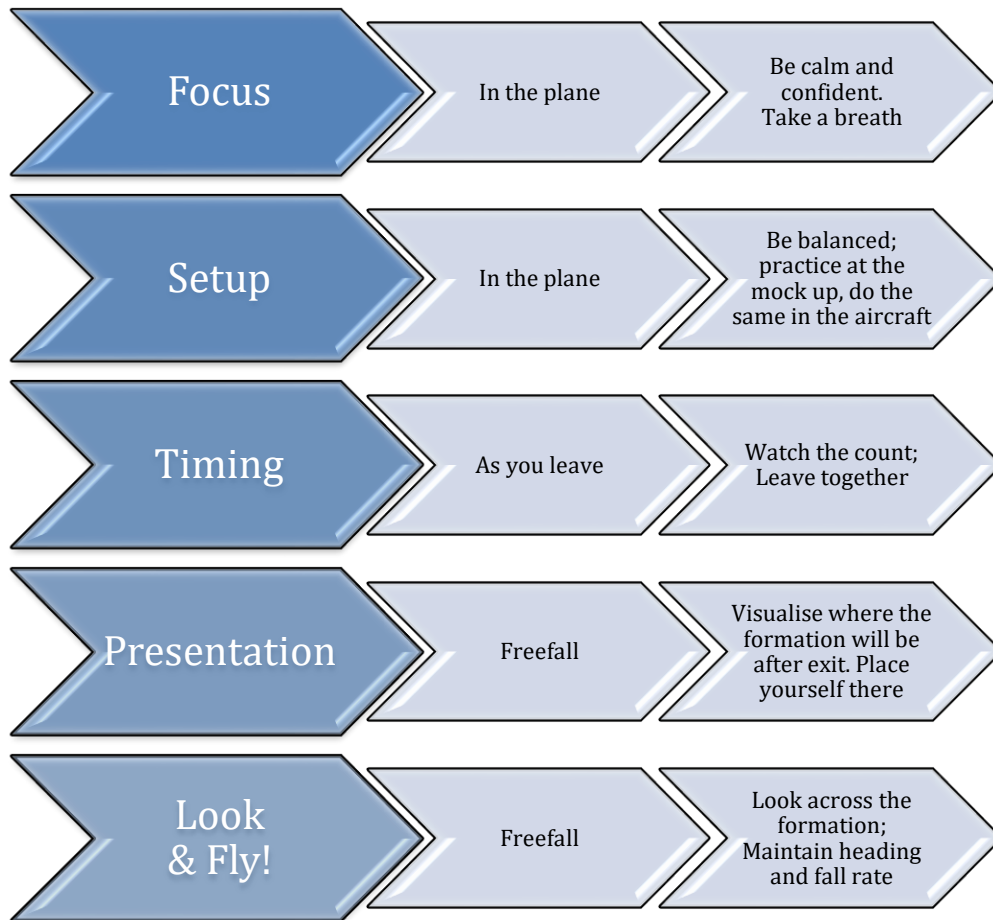 Focus
In the plane
Be calm and
confident.
Take a breath
Setup
In the plane
Be balanced;
practice at the
mock up, do the
same in the aircraft
Timing
As you leave
Watch the count;
Leave together
Presentation
Freefall
Visualise where the
formation will be
after exit. Place
yourself there
Look
& Fly!
Freefall
Look across the
formation;
Maintain heading
and fall rate